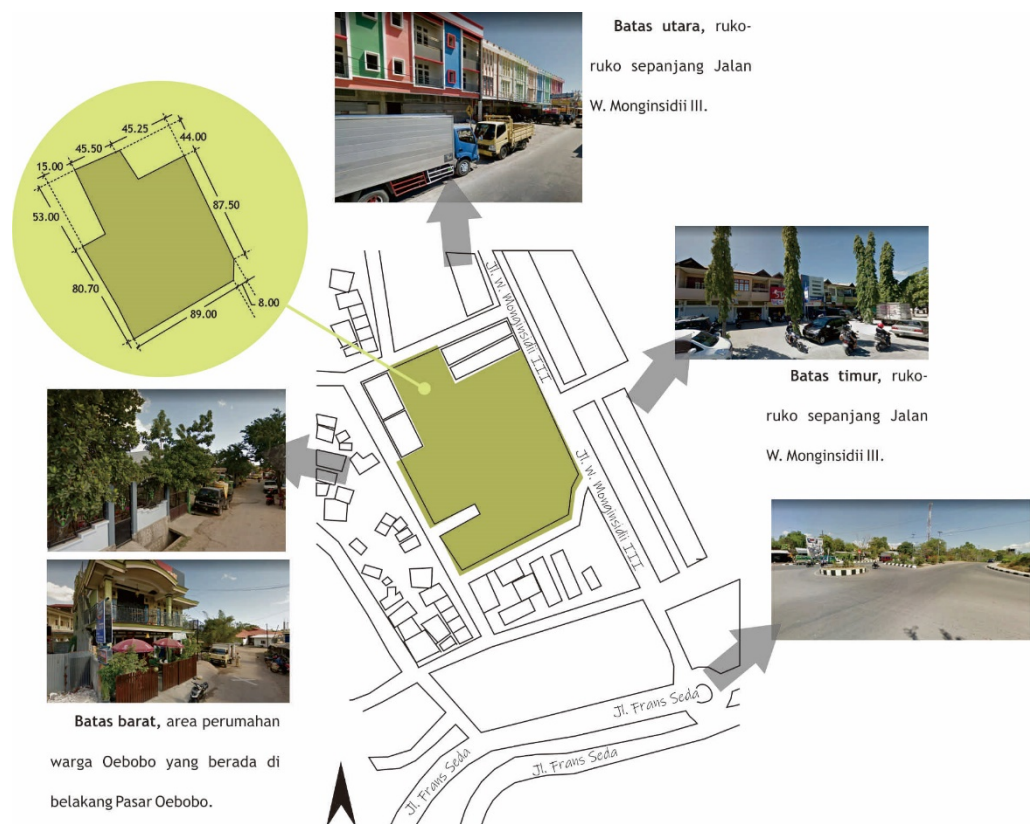 Batas utara, ruko-
ruko sepanjang Jalan
W. Monginsidii III.
45.25
45.50
44.00
15.00
53.00
87.50
80.70
8.00
89.00
Jl. W. Monginsidii III
Batas timur, ruko-
ruko sepanjang Jalan
W. Monginsidii III.
Jl. W. Monginsidii III
Batas barat, area perumahan
warga Oebobo yang berada di
belakang Pasar Oebobo.
Jl. Frans Seda
Jl. Frans Seda
Jl. Frans Seda